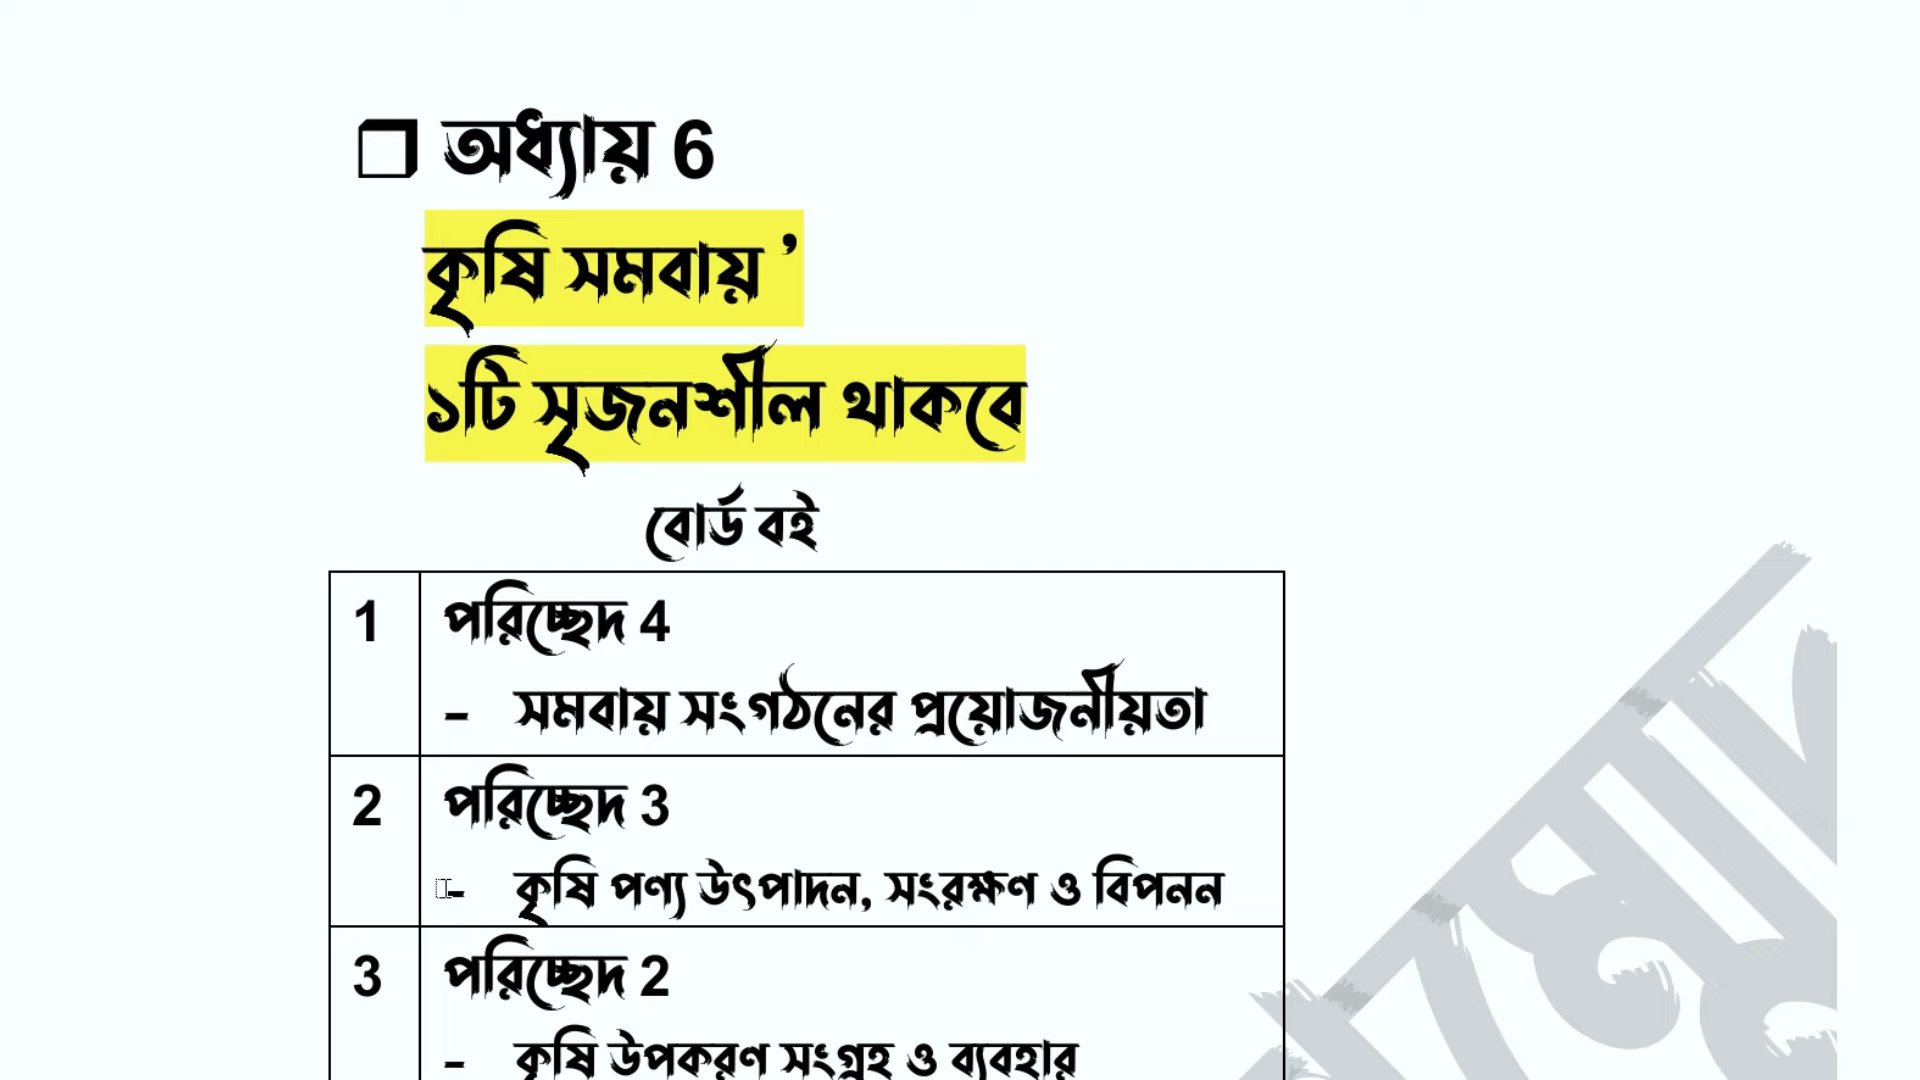 ❒ অধ্যায় 6
কৃষি সমবায় ’
১টি সৃজনশীল থাকবে
বোর্ড বই
1 পরিচ্ছেদ 4
- সমবায় সংগঠনের প্রয়োজনীয়তা
2 পরিচ্ছেদ 3
- কৃষি পণ্য উৎপাদন, সংরক্ষণ ও বিপনন
3 পরিচ্ছেদ 2
- কৃষি উপকরণ সংগ্রহ ও ব্যবহার